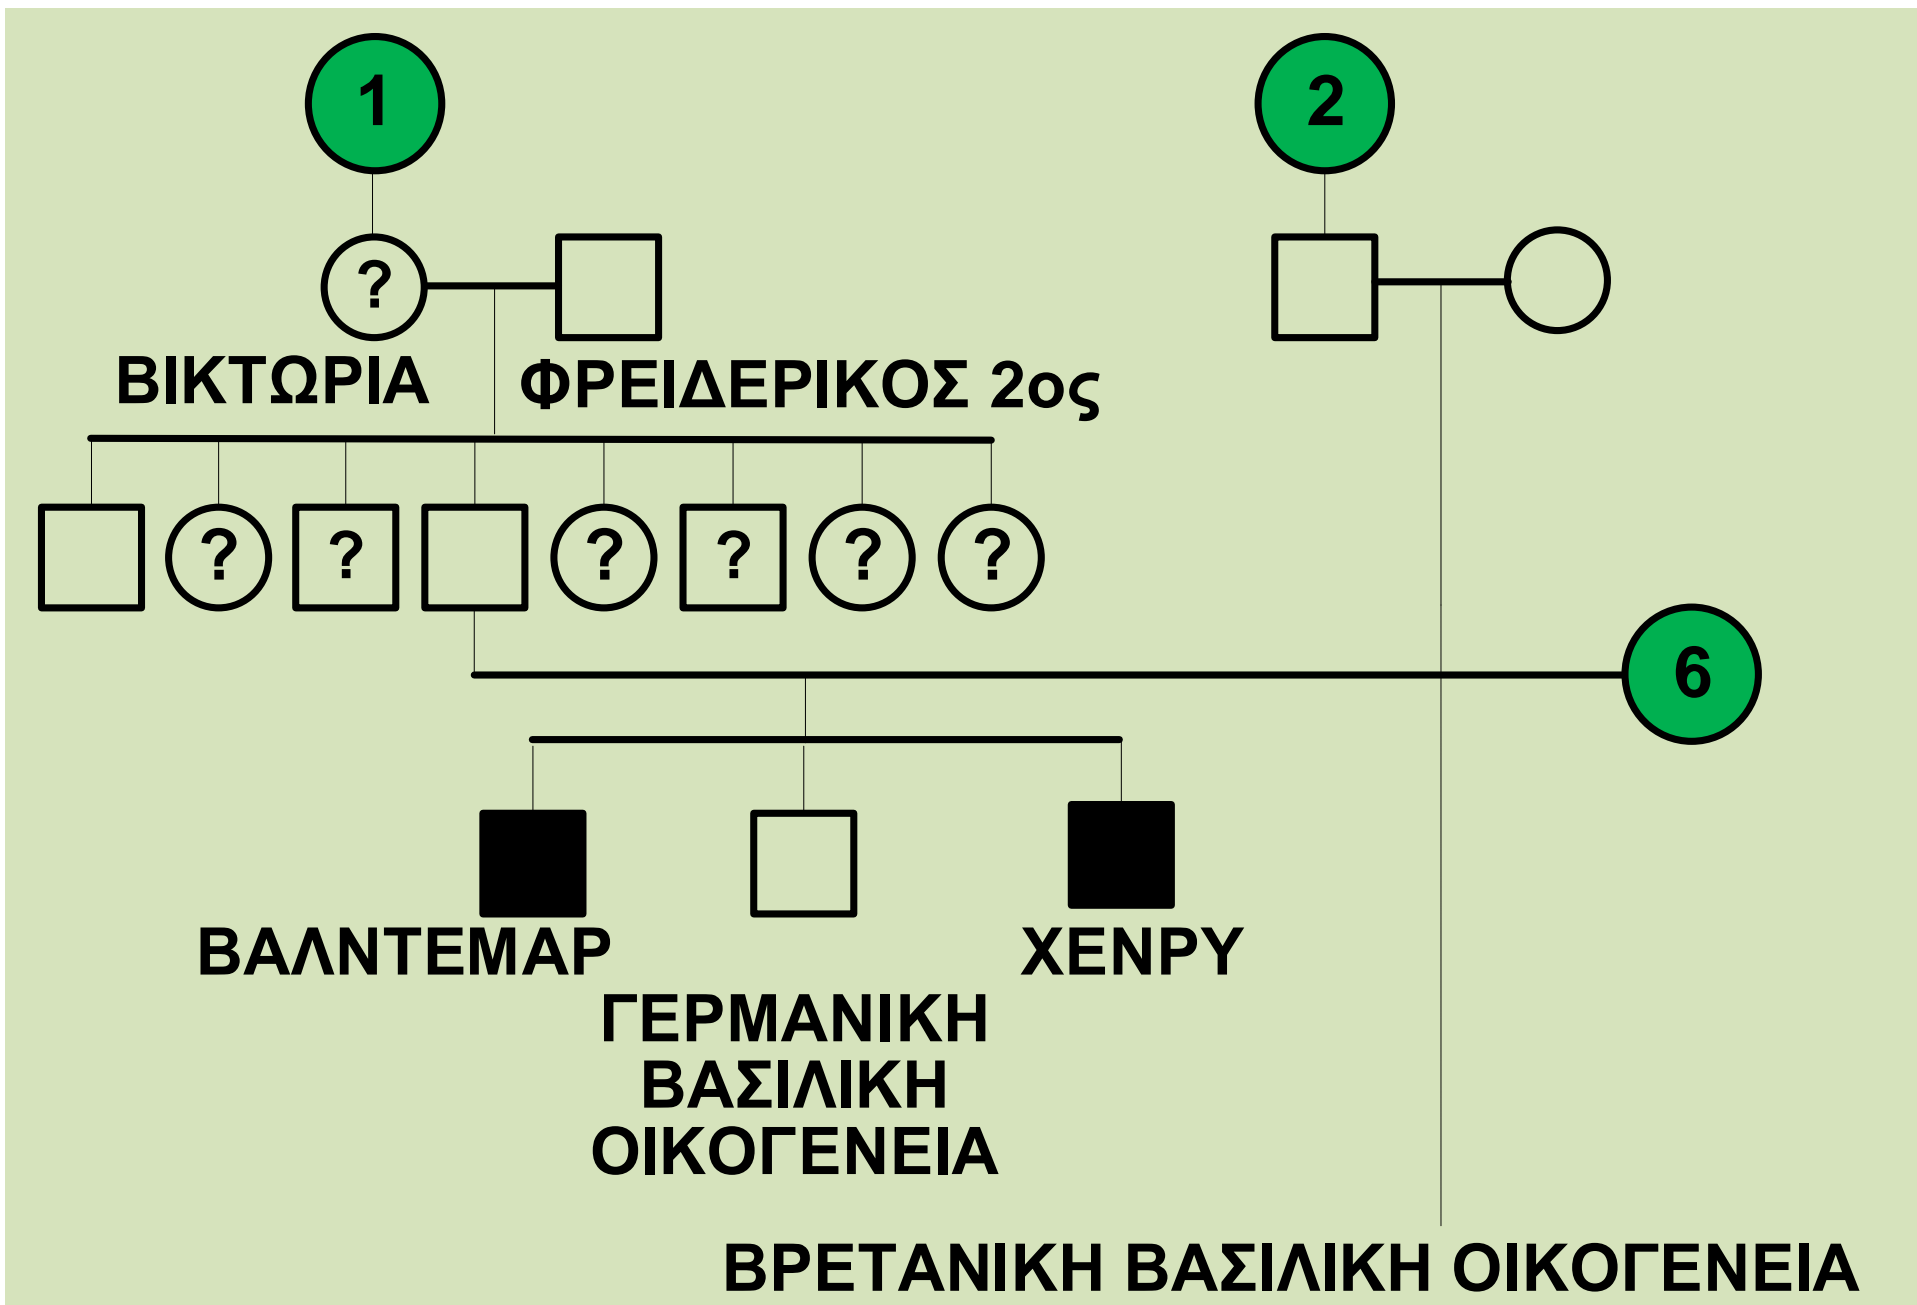 1
2
?
ΒΙΚΤΩΡΙΑ
ΦΡΕΙΔΕΡΙΚΟΣ 2ος
? ? ? ? ? ?
6
ΒΑΛΝΤΕΜΑΡ
ΧΕΝΡΥ
ΓΕΡΜΑΝΙΚΗ
ΒΑΣΙΛΙΚΗ
ΟΙΚΟΓΕΝΕΙΑ
ΒΡΕΤΑΝΙΚΗ ΒΑΣΙΛΙΚΗ ΟΙΚΟΓΕΝΕΙΑ